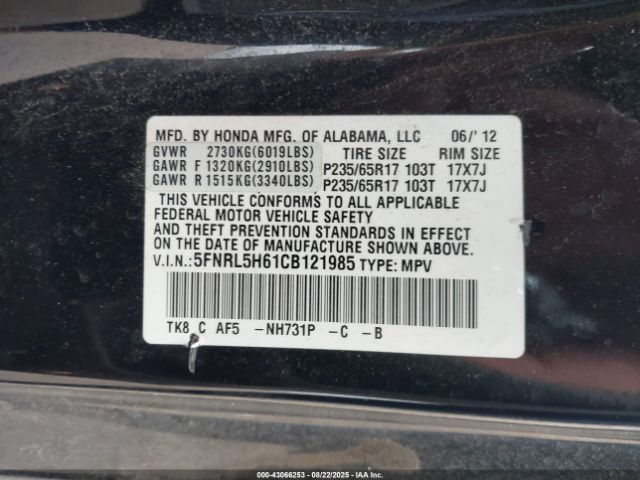 MFD. BY HONDA MFG. OF ALABAMA, LLC 06/'12
GVWR 2730KG(6019LBS) TIRE SIZE RIM SIZE
GAWR F 1320KG(2910LBS) P235/65R17 103T 17X7J
GAWR R 1515KG(3340LBS) P235/65R17 103T 17X7J
THIS VEHICLE CONFORMS TO ALL APPLICABLE
FEDERAL MOTOR VEHICLE SAFETY
AND THEFT PREVENTION STANDARDS IN EFFECT
ON THE DATE OF MANUFACTURE SHOWN ABOVE.
V.I.N.:5FNRL5H61CB121985 TYPE: MPV
TK8 C AF5 -NH731P -C -B
000-43066253 08/22/2025 Copyright © 2025 IAA, LLC